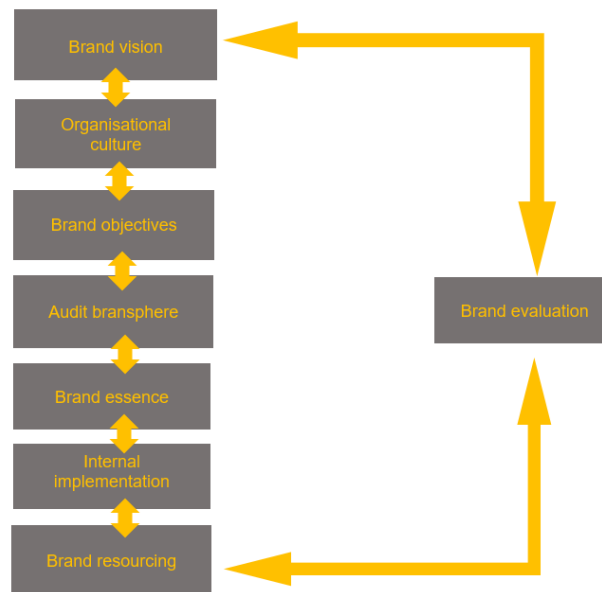 Brand vision
Organisational
culture
Brand objectives
Audit bransphere
Brand evaluation
Brand essence
Internal
implementation
Brand resourcing